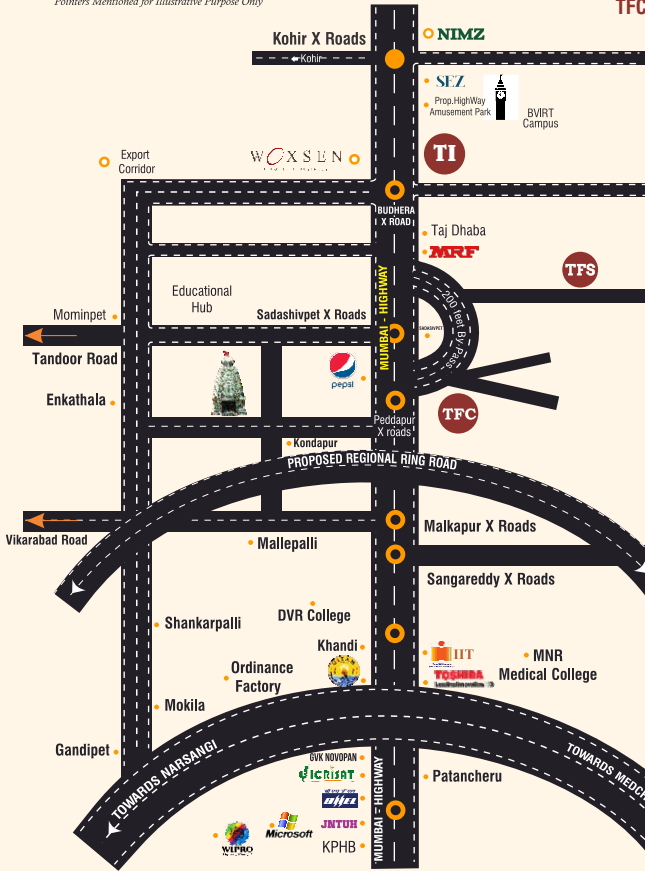 Pointers Mentioned for Illustrative Purpose Only
TFC
Kohir X Roads
NIMZ
Kohir
SEZ
Prop.HighWay
Amusement Park
BVIRT
Campus
Export
Corridor
WOXSEN
TI
BUDHERA
X ROAD
Taj Dhaba
MRF
TFS
Educational
Hub
MUMBAI - HIGHWAY
200 feet By-Pass
Mominpet
Sadashivpet X Roads
SADASIVPET
Tandoor Road
pepsi
Enkathala
TFC
Peddapur
X roads
Kondapur
PROPOSED REGIONAL RING ROAD
Malkapur X Roads
Vikarabad Road
Mallepalli
Sangareddy X Roads
DVR College
Shankarpalli
Khandi
IIT
MNR
Medical College
TOSHIBA
Ordinance
Factory
Mokila
Gandipet
TOWARDS NARSANGI
TOWARDS MEDCH
GVK NOVOPAN
ICRISAT
MUMBAI - HIGHWAY
Patancheru
BHEL
JNTUH
Microsoft
WIPRO
KPHB